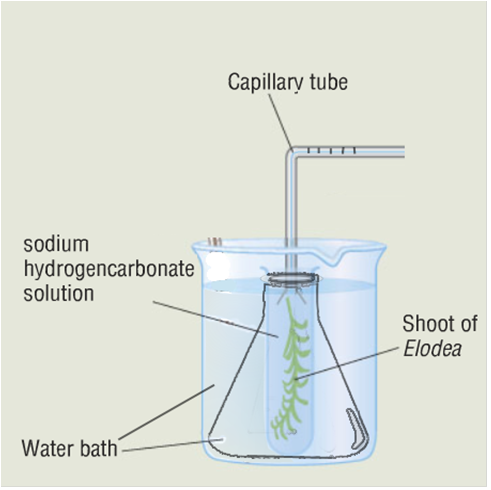 Capillary tube
sodium
hydrogencarbonate
solution
Shoot of
Elodea
Water bath